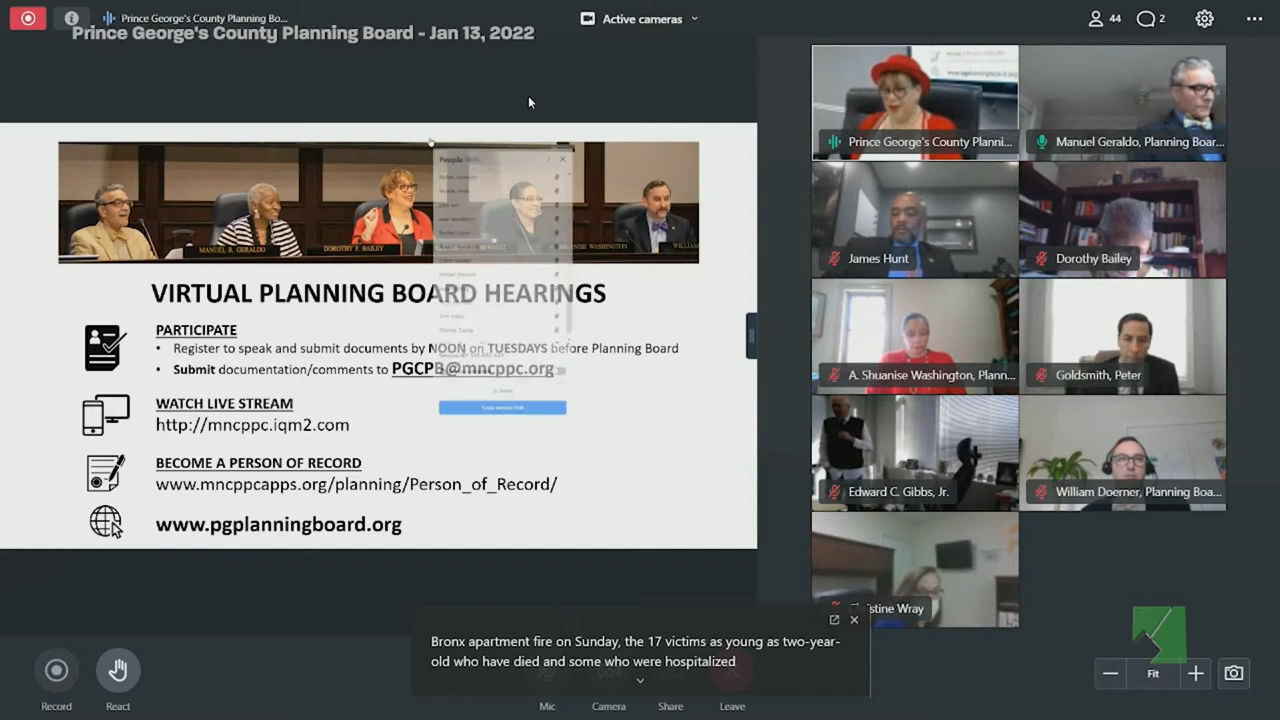 Prince George's County Planning Bo...
Active cameras
44
2
Prince George's County Planning Board - Jan 13, 2022
MANUEL R. GERALDO
DOROTHY F. BAILEY
WASHINGTON
WILLIAM
People
VIRTUAL PLANNING BOARD HEARINGS
PARTICIPATE
• Register to speak and submit documents by NOON on TUESDAYS before Planning Board
• Submit documentation/comments to PGCPB@mncppc.org
WATCH LIVE STREAM
http://mncppc.iqm2.com
BECOME A PERSON OF RECORD
www.mncppcapps.org/planning/Person_of_Record/
www.pgplanningboard.org
Prince George's County Planni...
Manuel Geraldo, Planning Boar...
James Hunt
Dorothy Bailey
A. Shuanise Washington, Plann...
Goldsmith, Peter
Edward C. Gibbs, Jr.
William Doerner, Planning Boa...
Christine Wray
Bronx apartment fire on Sunday, the 17 victims as young as two-year-
old who have died and some who were hospitalized
Record
React
Mic
Camera
Share
Leave
Fit